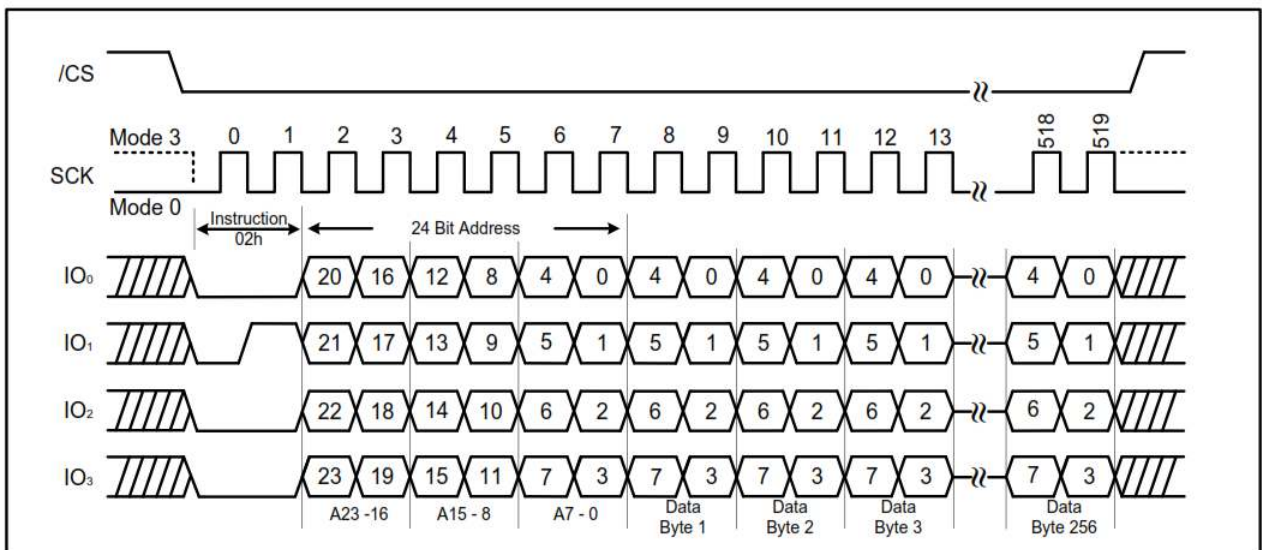 /CS
Mode 3 0 1 2 3 4 5 6 7 8 9 10 11 12 13 518 519
SCK
Mode 0
Instruction
02h
24 Bit Address
IO₀ 20 16 12 8 4 0 4 0 4 0 4 0 4 0
IO₁ 21 17 13 9 5 1 5 1 5 1 5 1 5 1
IO₂ 22 18 14 10 6 2 6 2 6 2 6 2 6 2
IO₃ 23 19 15 11 7 3 7 3 7 3 7 3 7 3
A23 -16 A15 - 8 A7 - 0 Data Data Data Data
Byte 1 Byte 2 Byte 3 Byte 256